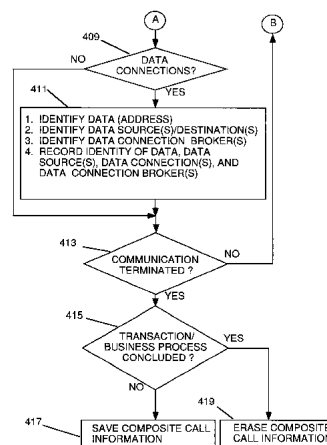 A
B
409
DATA
CONNECTIONS?
NO
YES
411
1. IDENTIFY DATA (ADDRESS)
2. IDENTIFY DATA SOURCE(S)/DESTINATION(S)
3. IDENTIFY DATA CONNECTION BROKER(S)
4. RECORD IDENTITY OF DATA, DATA
SOURCE(S), DATA CONNECTION(S), AND
DATA CONNECTION BROKER(S)
413
COMMUNICATION
TERMINATED ?
NO
YES
415
TRANSACTION/
BUSINESS PROCESS
CONCLUDED ?
YES
NO
417
SAVE COMPOSITE CALL
INFORMATION
419
ERASE COMPOSITE
CALL INFORMATION